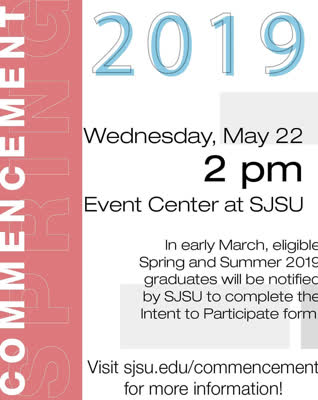 COMMENCEMENT
SPRING
2019
Wednesday, May 22
2 pm
Event Center at SJSU
In early March, eligible
Spring and Summer 2019
graduates will be notified
by SJSU to complete the
Intent to Participate form
Visit sjsu.edu/commencement
for more information!